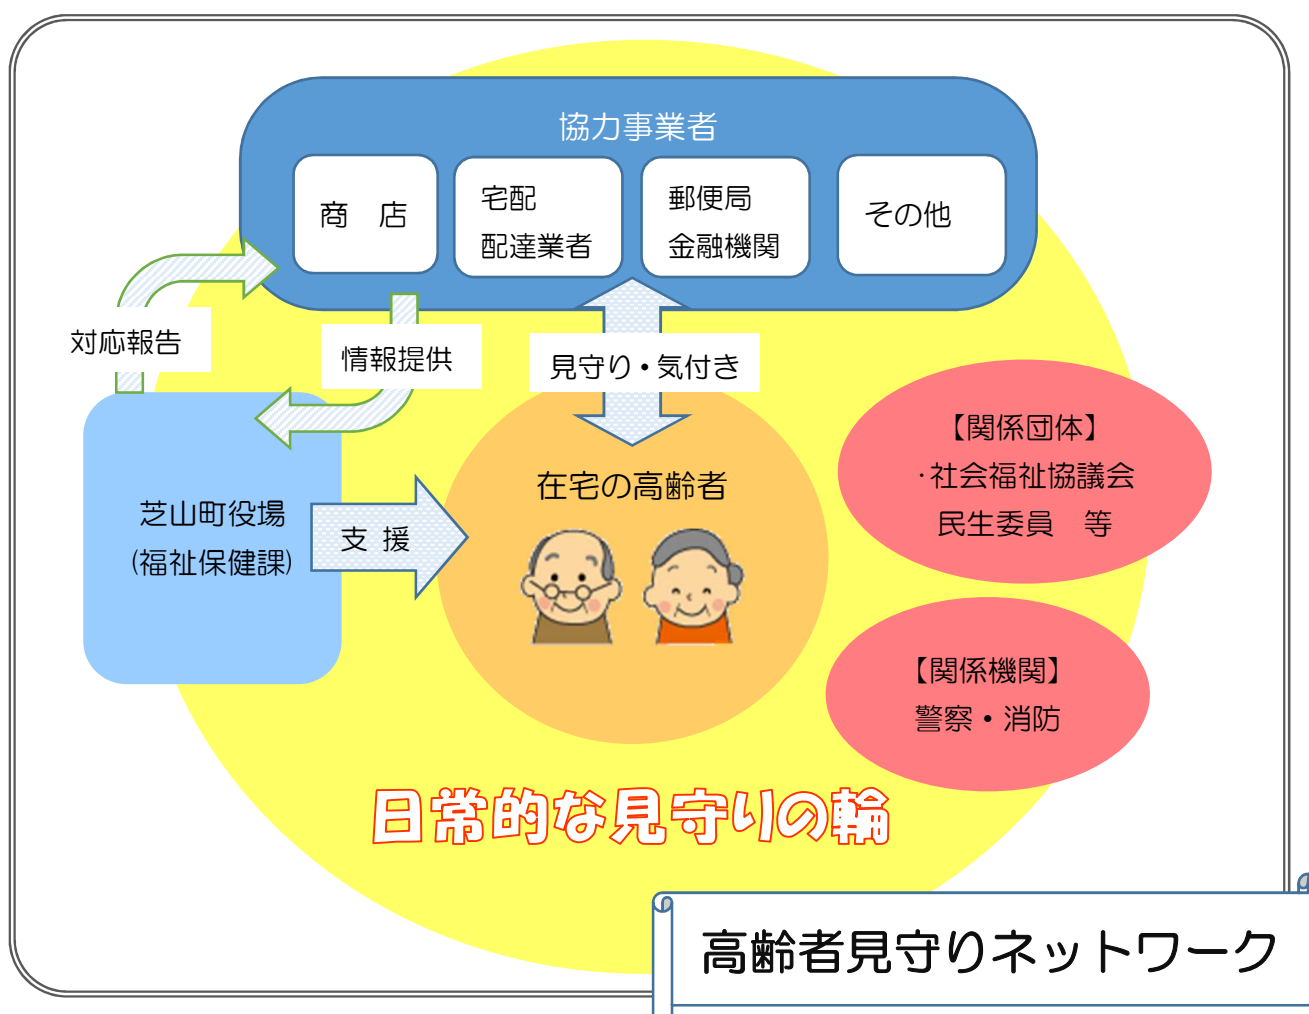 協力事業者
商　店
宅配
配達業者
郵便局
金融機関
その他
対応報告
情報提供
見守り・気付き
【関係団体】
・社会福祉協議会
民生委員　等
在宅の高齢者
芝山町役場
(福祉保健課)
支 援
【関係機関】
警察・消防
日常的な見守りの輪
高齢者見守りネットワーク